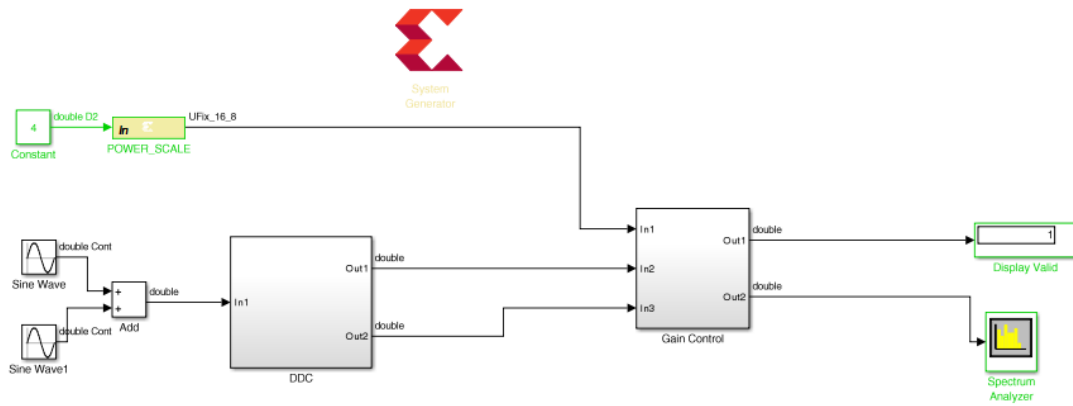 System
Generator
double D2
UFix_16_8
4
In
Constant
POWER_SCALE
double
In1
Out1
1
double Cont
double
In2
Display Valid
Sine Wave
Out1
double
+
double
Out2
+
In1
In3
double Cont
Add
double
Gain Control
Out2
Sine Wave1
DDC
Spectrum
Analyzer